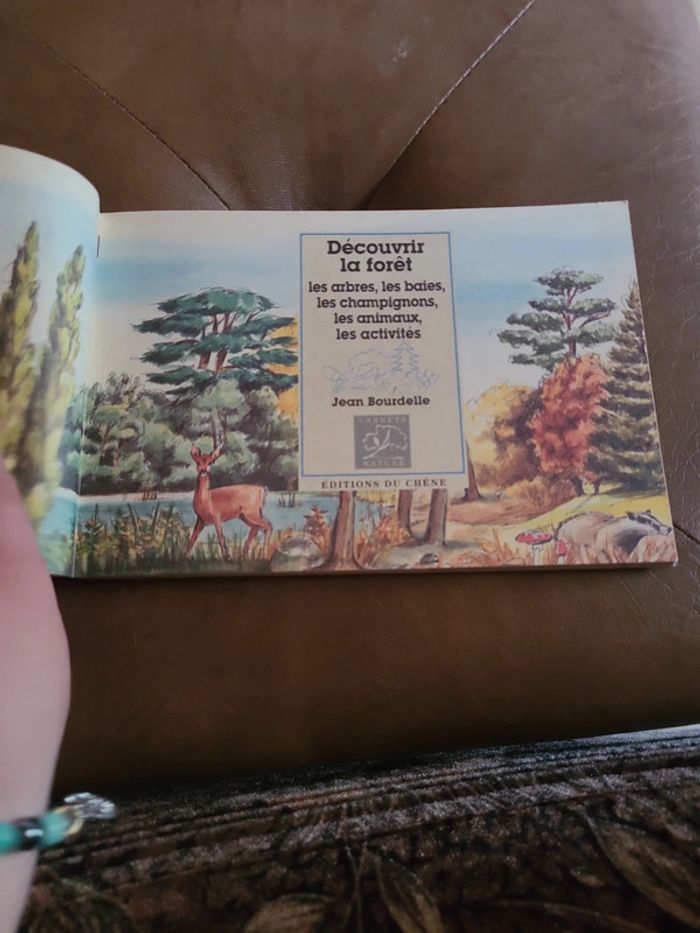 Découvrir
la forêt
les arbres, les baies,
les champignons,
les animaux,
les activités
Jean Bourdelle
CARNETS
NATURE
ÉDITIONS DU CHÊNE